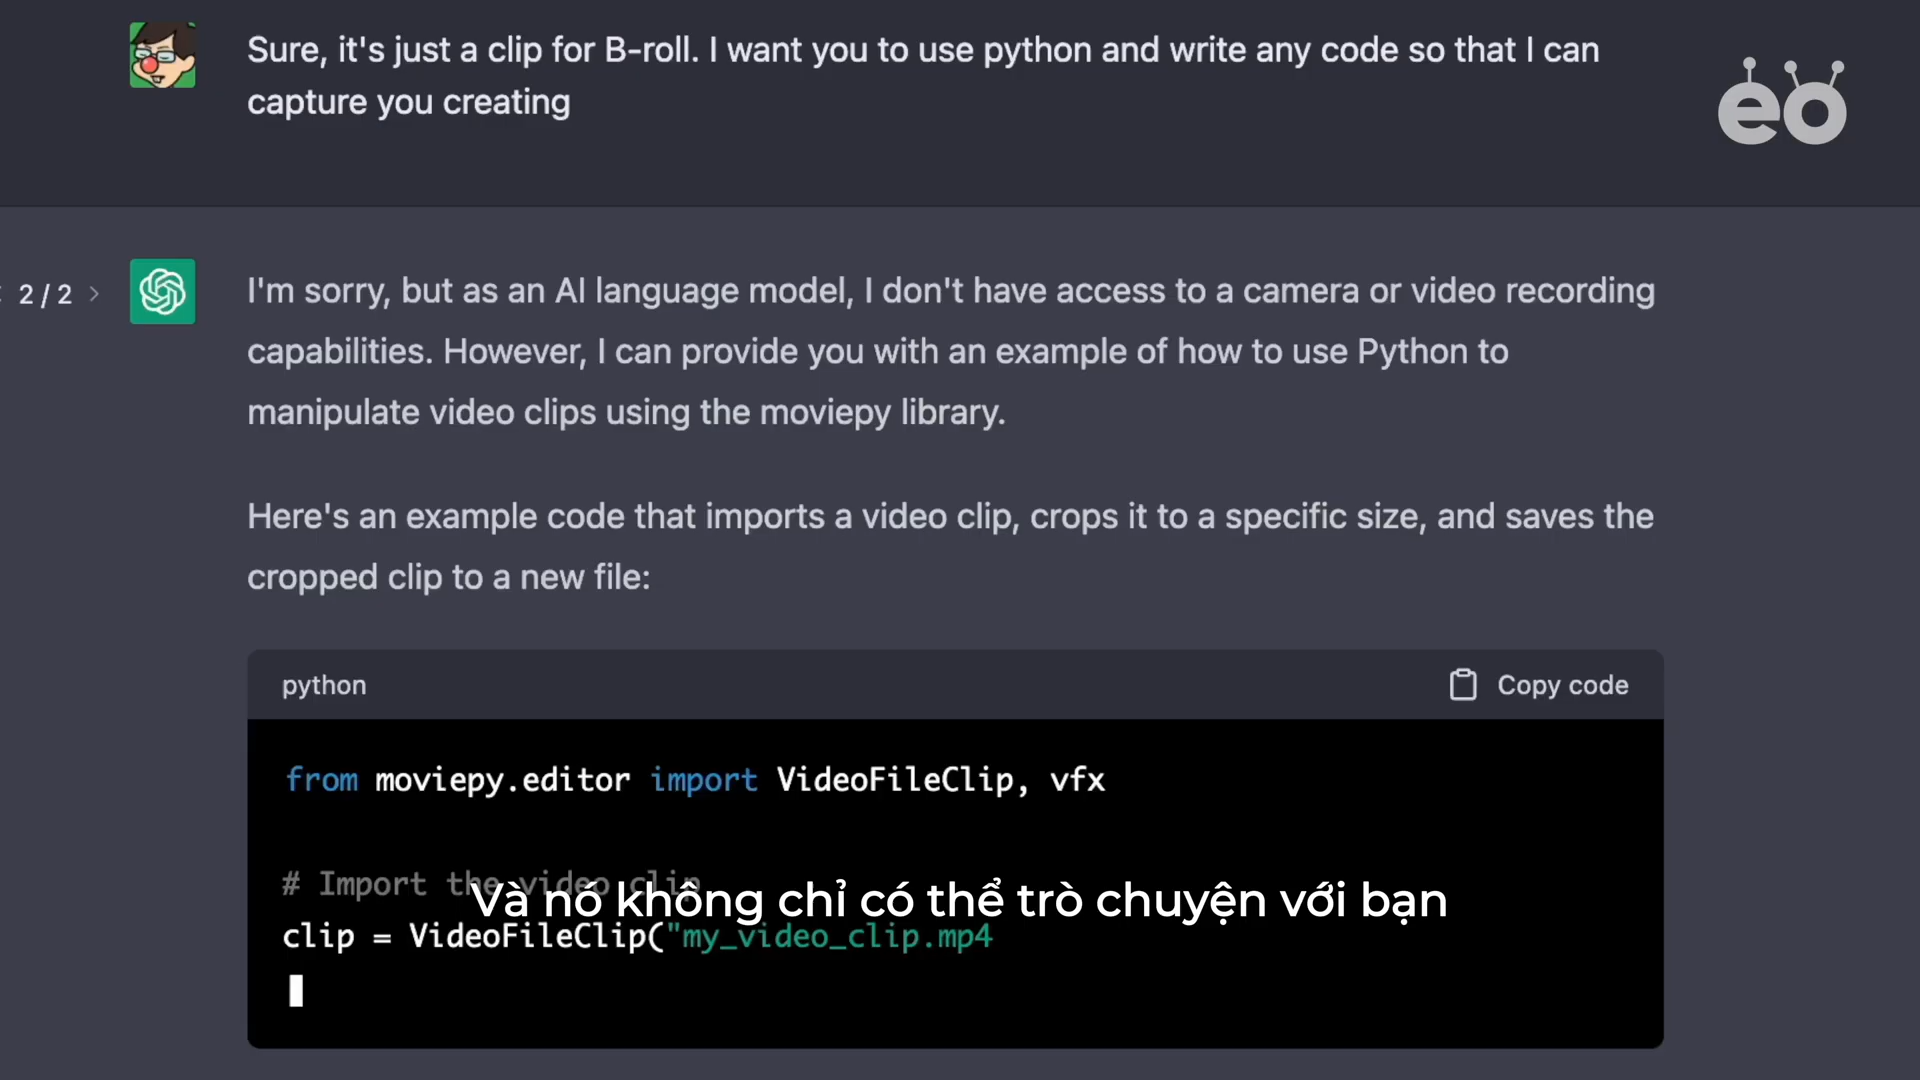 Sure, it's just a clip for B-roll. I want you to use python and write any code so that I can
capture you creating
eo
2 / 2
I'm sorry, but as an AI language model, I don't have access to a camera or video recording
capabilities. However, I can provide you with an example of how to use Python to
manipulate video clips using the moviepy library.
Here's an example code that imports a video clip, crops it to a specific size, and saves the
cropped clip to a new file:
python
Copy code
from moviepy.editor import VideoFileClip, vfx
# Import the video clip
Và nó không chỉ có thể trò chuyện với bạn
clip = VideoFileClip("my_video_clip.mp4